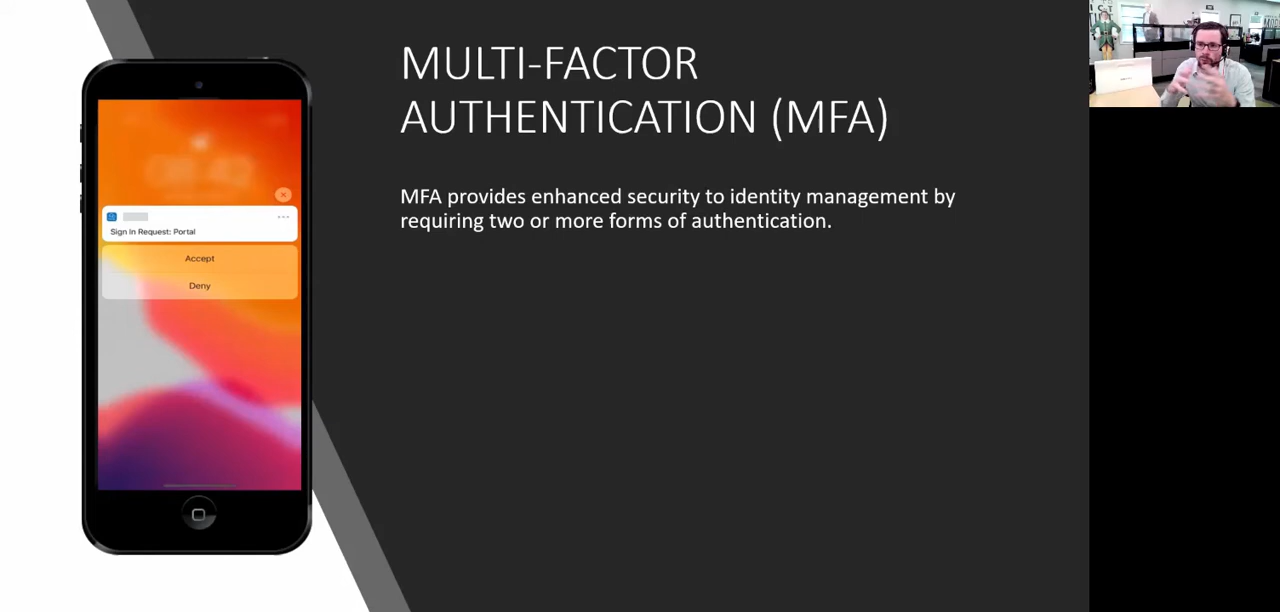 MULTI-FACTOR
AUTHENTICATION (MFA)
MFA provides enhanced security to identity management by
requiring two or more forms of authentication.
Sign In Request: Portal
Accept
Deny